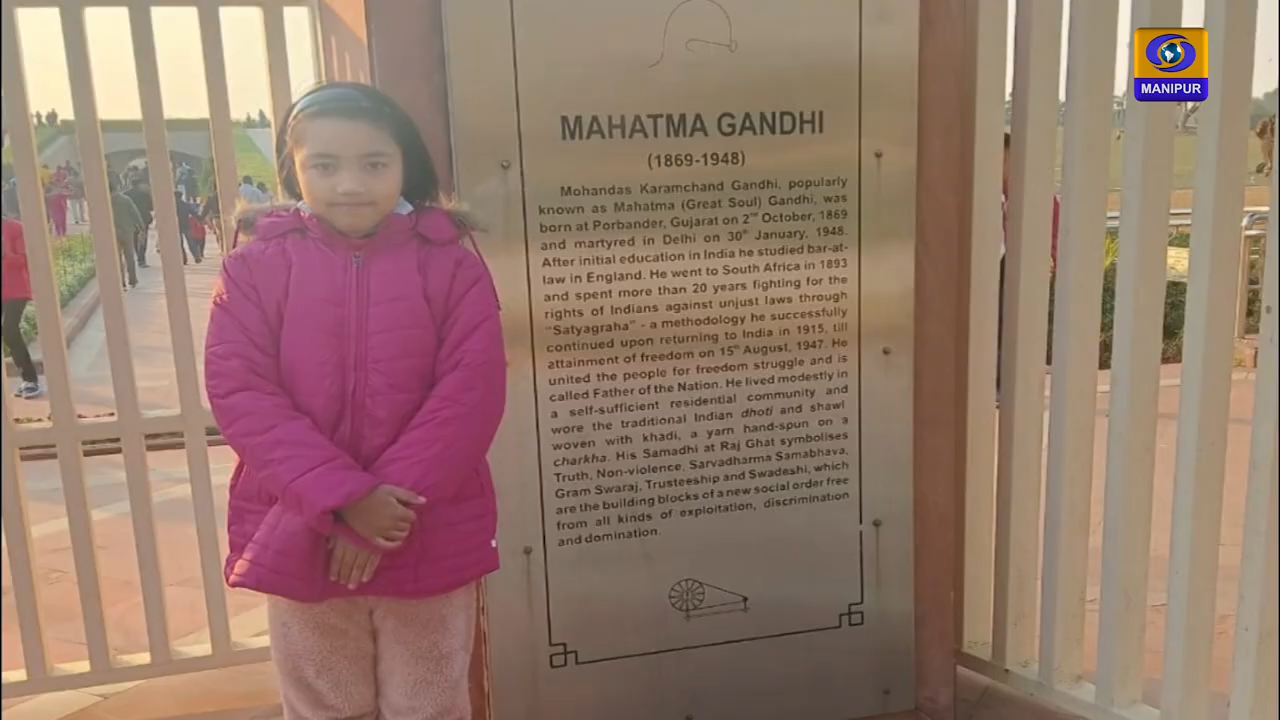 MANIPUR
MAHATMA GANDHI
(1869-1948)
Mohandas Karamchand Gandhi, popularly
known as Mahatma (Great Soul) Gandhi, was
born at Porbander, Gujarat on 2nd October, 1869
and martyred in Delhi on 30th January, 1948.
After initial education in India he studied bar-at-
law in England. He went to South Africa in 1893
and spent more than 20 years fighting for the
rights of Indians against unjust laws through
"Satyagraha" - a methodology he successfully
continued upon returning to India in 1915, till
attainment of freedom on 15th August, 1947. He
united the people for freedom struggle and is
called Father of the Nation. He lived modestly in
a self-sufficient residential community and
wore the traditional Indian dhoti and shawl
woven with khadi, a yarn hand-spun on a
charkha. His Samadhi at Raj Ghat symbolises
Truth, Non-violence, Sarvadharma Samabhava,
Gram Swaraj, Trusteeship and Swadeshi, which
are the building blocks of a new social order free
from all kinds of exploitation, discrimination
and domination.